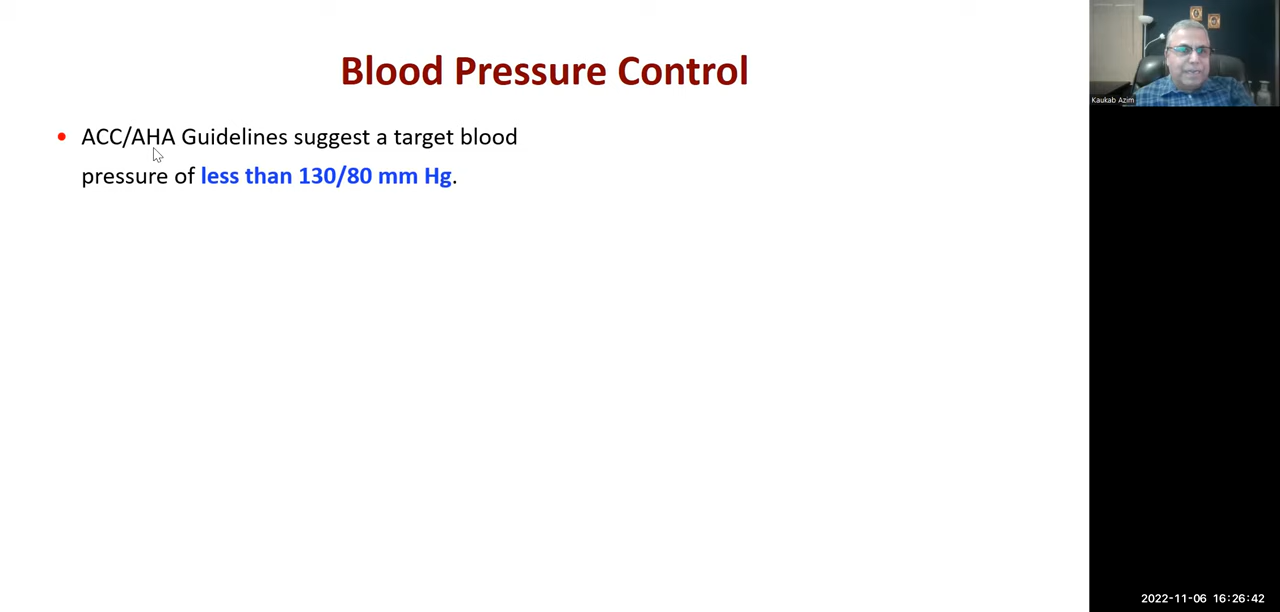 Blood Pressure Control
• ACC/AHA Guidelines suggest a target blood
pressure of less than 130/80 mm Hg.
Kaukab Azim
2022-11-06 16:26:42